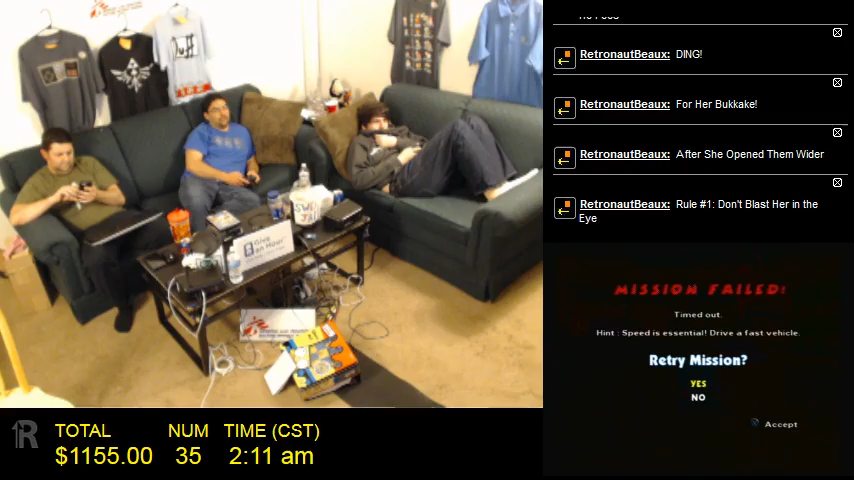 RetronautBeaux: DING!
RetronautBeaux: For Her Bukkake!
RetronautBeaux: After She Opened Them Wider
RetronautBeaux: Rule #1: Don't Blast Her in the
Eye
Duff
Give
an Hour
MISSION FAILED!
Timed out.
Hint : Speed is essential! Drive a fast vehicle.
Retry Mission?
YES
NO
Accept
R
TOTAL
NUM
TIME (CST)
$1155.00
35
2:11 am